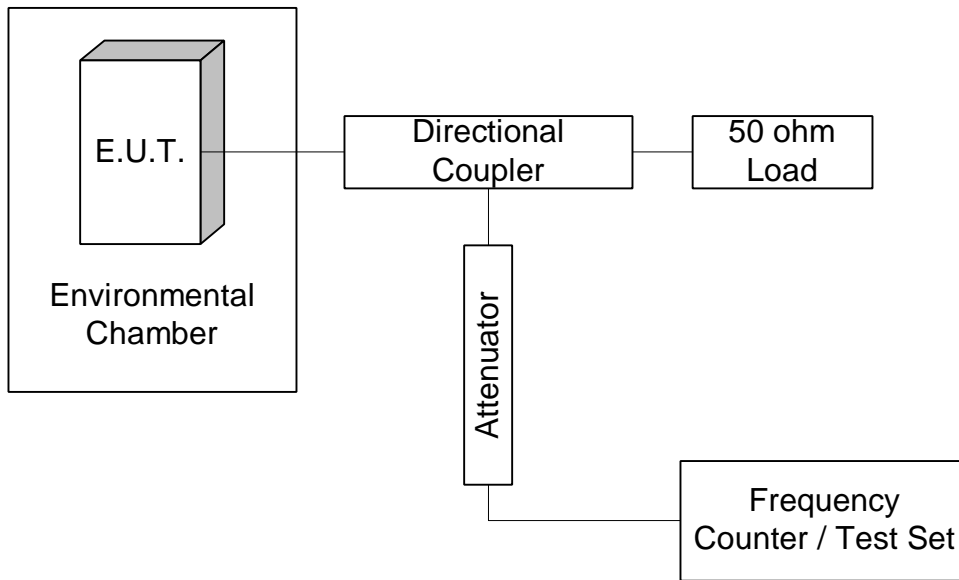 E.U.T.
Environmental
Chamber
Directional
Coupler
50 ohm
Load
Attenuator
Frequency
Counter / Test Set